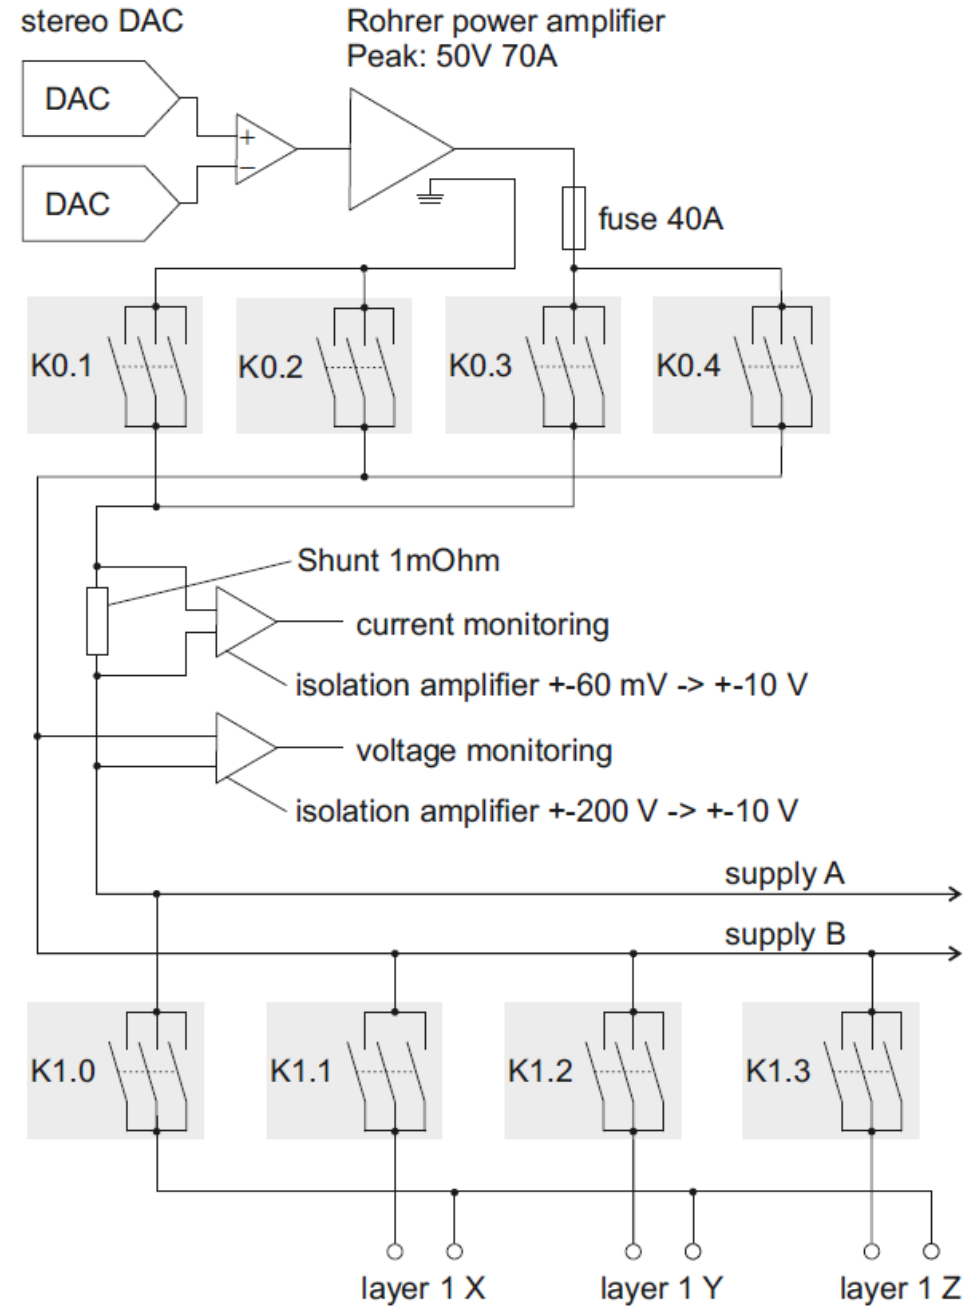 stereo DAC
Rohrer power amplifier
Peak: 50V 70A
DAC
+
−
DAC
fuse 40A
K0.1
K0.2
K0.3
K0.4
Shunt 1mOhm
current monitoring
isolation amplifier +-60 mV -> +-10 V
voltage monitoring
isolation amplifier +-200 V -> +-10 V
supply A
supply B
K1.0
K1.1
K1.2
K1.3
layer 1 X
layer 1 Y
layer 1 Z